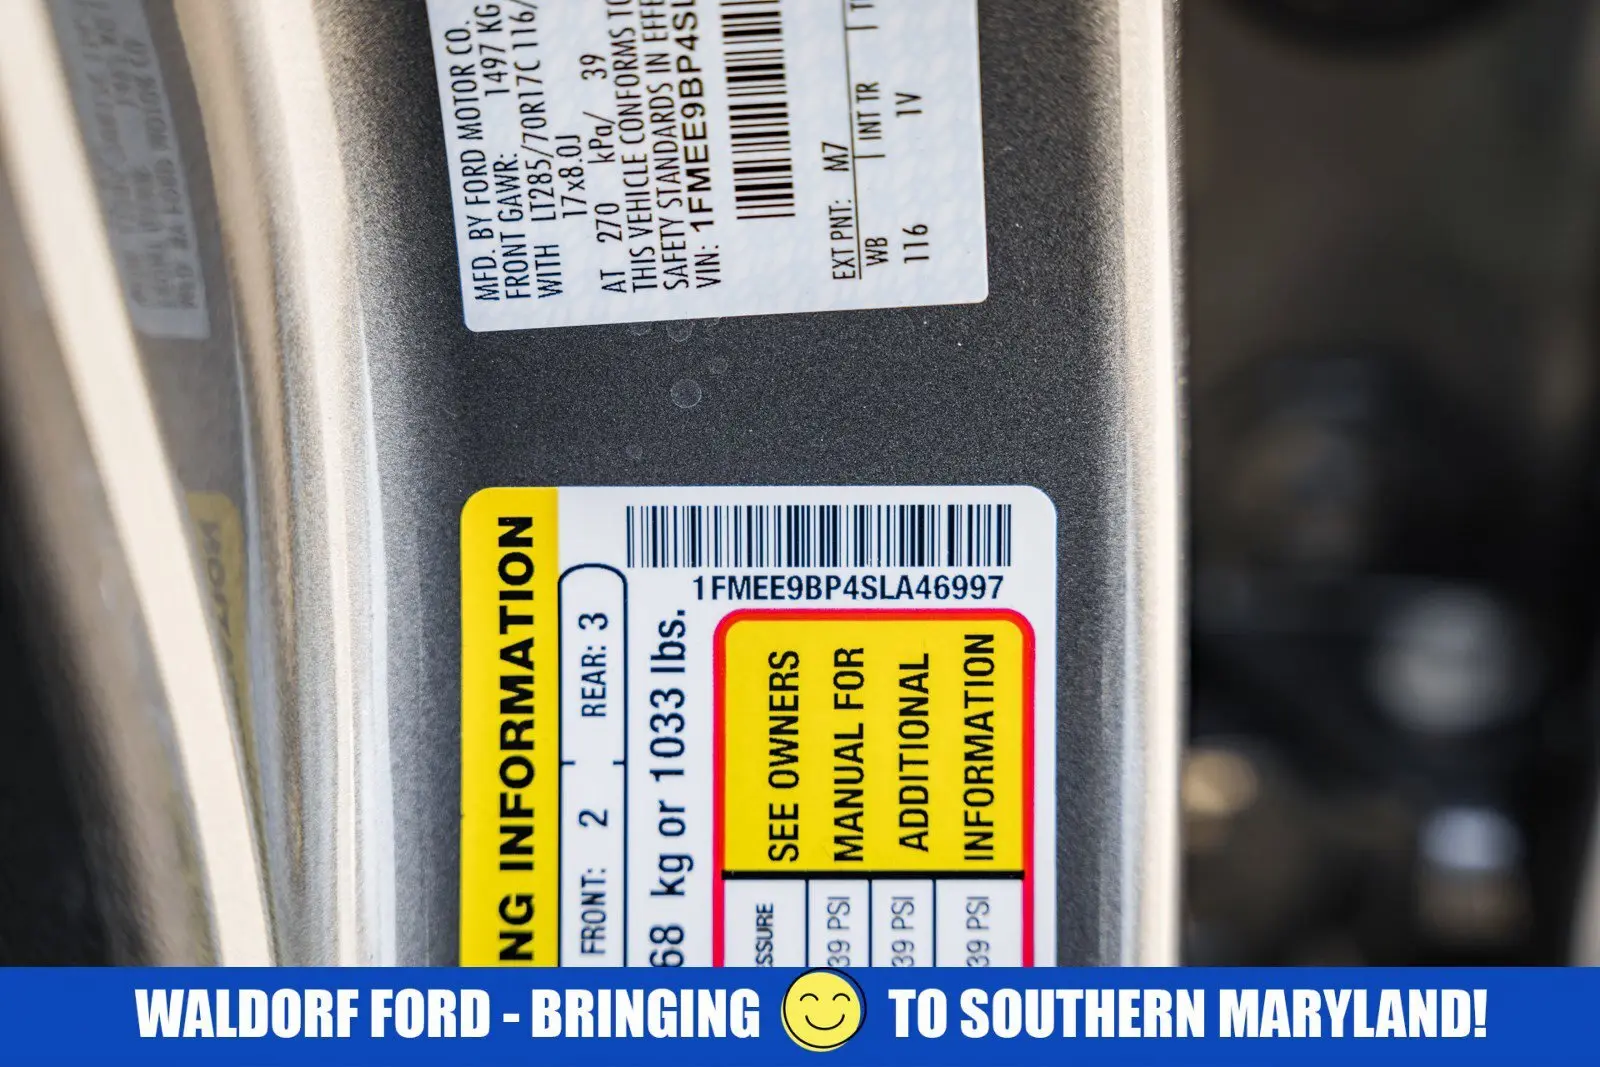 MFD. BY FORD MOTOR CO.
FRONT GAWR: 1497 KG
WITH LT285/70R17C 116/
17x8.0J
AT 270 kPa/ 39
THIS VEHICLE CONFORMS TO
SAFETY STANDARDS IN EFFE
VIN: 1FMEE9BP4SL
EXT PNT: M7
WB INT TR
116 1V
NG INFORMATION
FRONT: 2 REAR: 3
68 kg or 1033 lbs.
1FMEE9BP4SLA46997
SSURE
39 PSI
39 PSI
39 PSI
SEE OWNERS
MANUAL FOR
ADDITIONAL
INFORMATION
WALDORF FORD - BRINGING TO SOUTHERN MARYLAND!